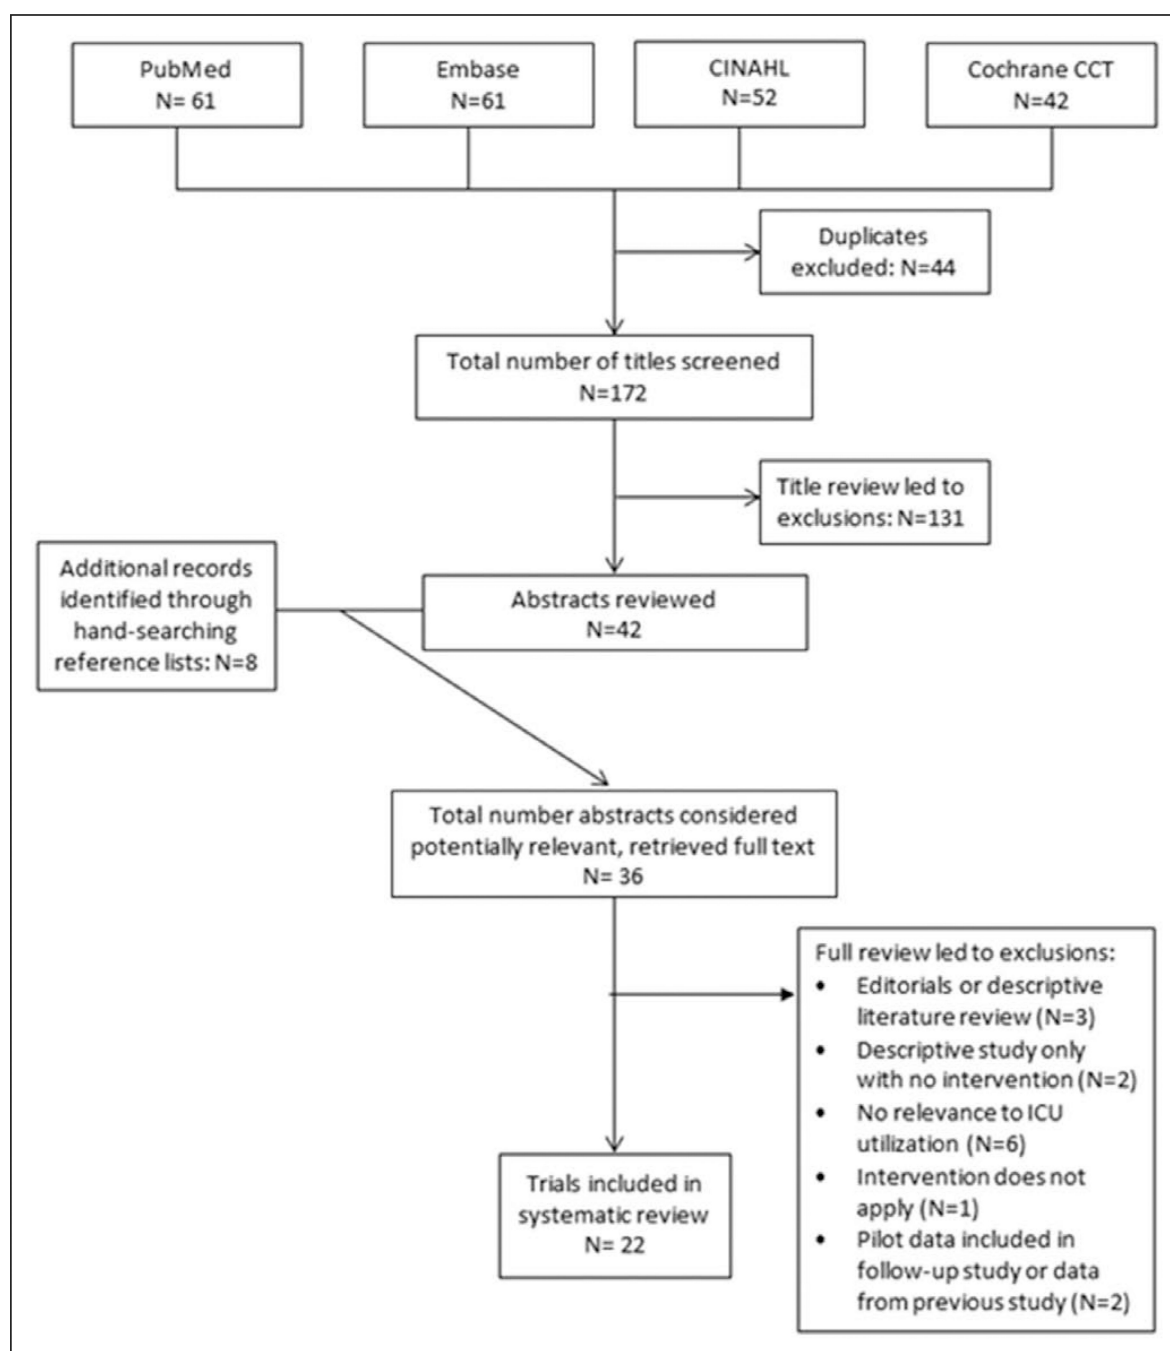 PubMed
N= 61
Embase
N=61
CINAHL
N=52
Cochrane CCT
N=42
Duplicates
excluded: N=44
Total number of titles screened
N=172
Title review led to
exclusions: N=131
Additional records
identified through
hand-searching
reference lists: N=8
Abstracts reviewed
N=42
Total number abstracts considered
potentially relevant, retrieved full text
N= 36
Full review led to exclusions:
• Editorials or descriptive
literature review (N=3)
• Descriptive study only
with no intervention (N=2)
• No relevance to ICU
utilization (N=6)
• Intervention does not
apply (N=1)
• Pilot data included in
follow-up study or data
from previous study (N=2)
Trials included in
systematic review
N= 22